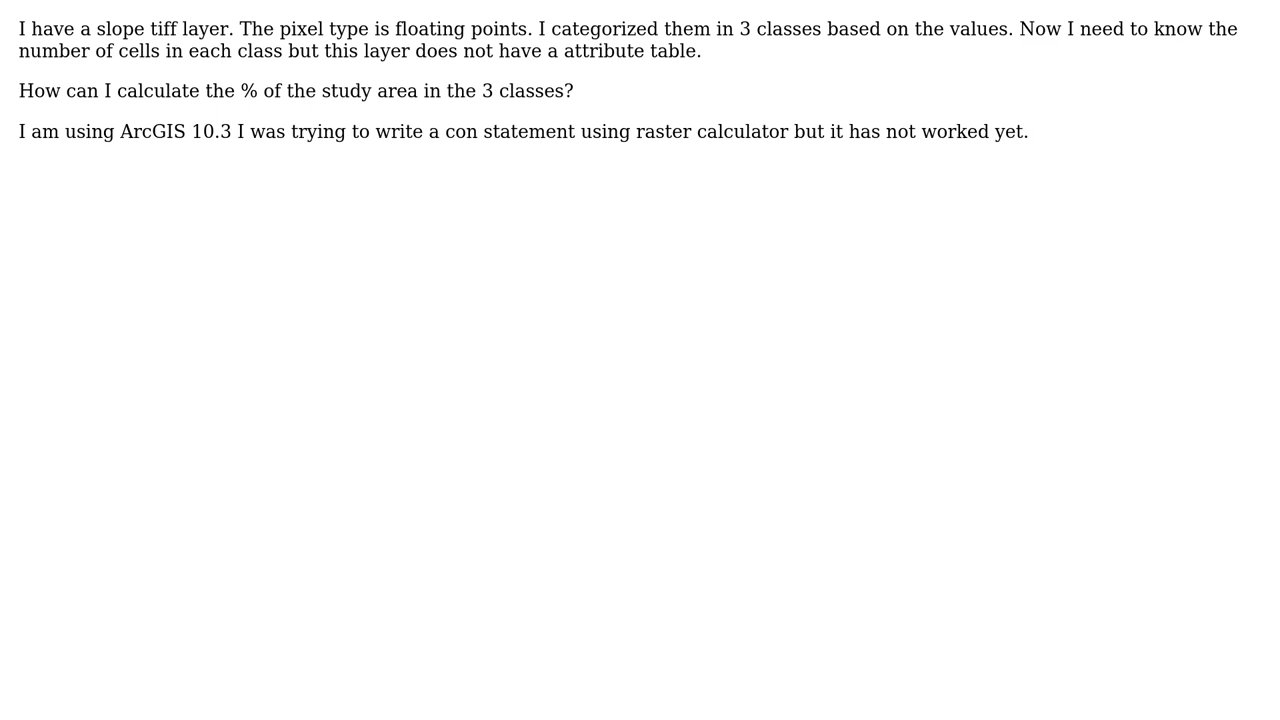 I have a slope tiff layer. The pixel type is floating points. I categorized them in 3 classes based on the values. Now I need to know the
number of cells in each class but this layer does not have a attribute table.
How can I calculate the % of the study area in the 3 classes?
I am using ArcGIS 10.3 I was trying to write a con statement using raster calculator but it has not worked yet.